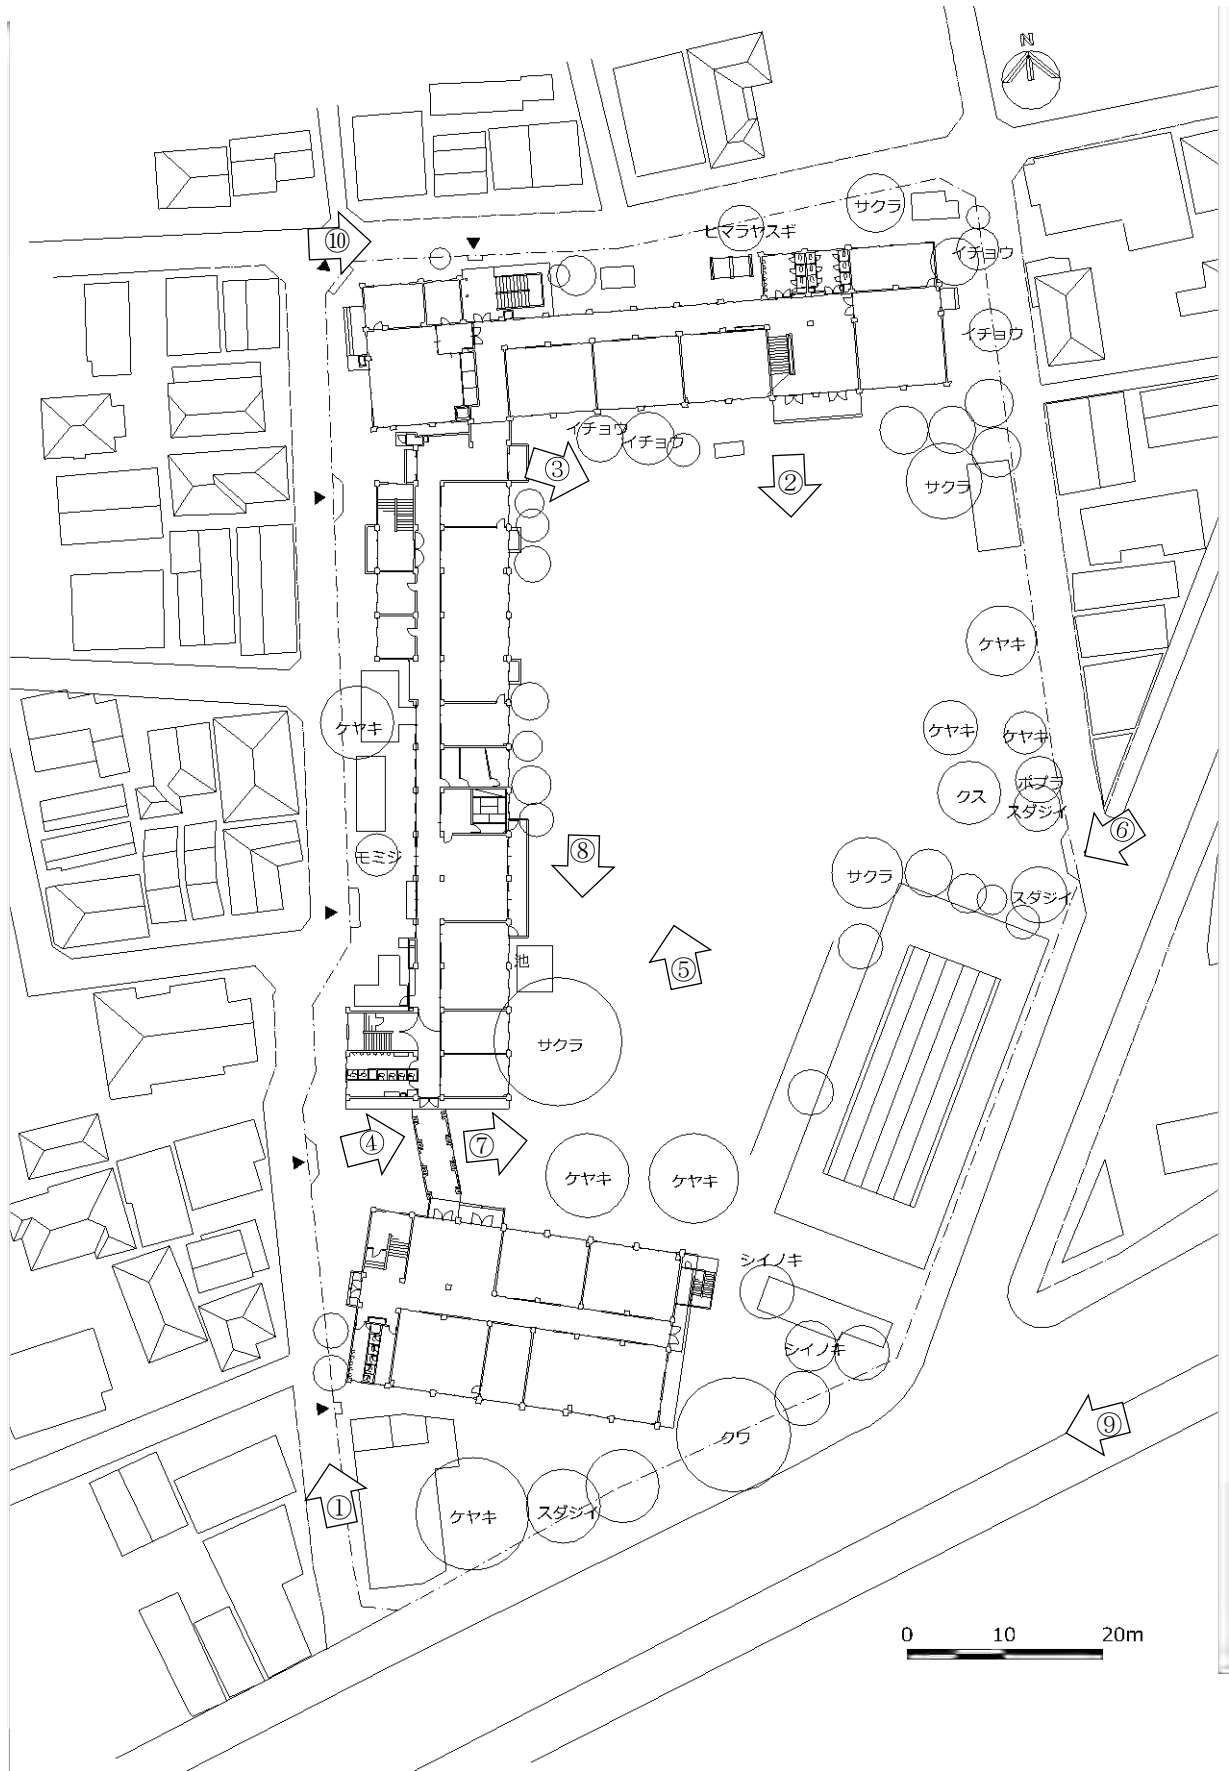 N
サクラ
ヒマラヤスギ
⑩
イチョウ
イチョウ
イチョウ
イチョウ
③
②
サクラ
ケヤキ
ケヤキ
ケヤキ
ケヤキ
ポプラ
クス
スダジイ
⑥
モミジ
⑧
サクラ
スダジイ
池
⑤
サクラ
④
⑦
ケヤキ
ケヤキ
シイノキ
シイノキ
⑨
クワ
①
ケヤキ
スダジイ
0 10 20m